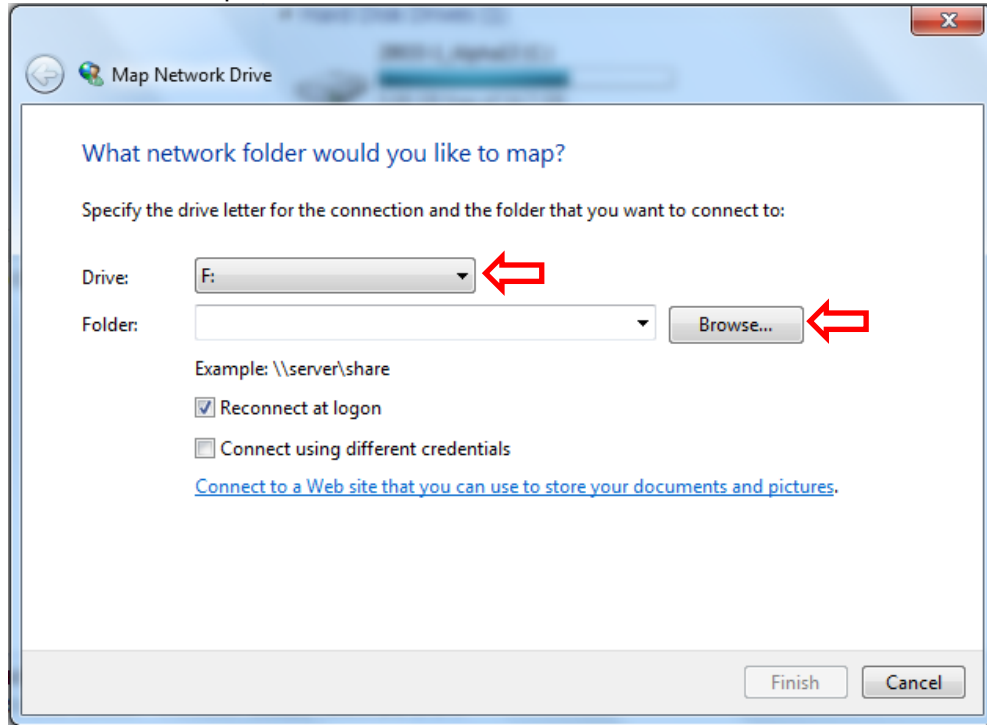 Map Network Drive
What network folder would you like to map?
Specify the drive letter for the connection and the folder that you want to connect to:
Drive: F:
Folder: Browse...
Example: \\server\share
Reconnect at logon
Connect using different credentials
Connect to a Web site that you can use to store your documents and pictures.
Finish Cancel